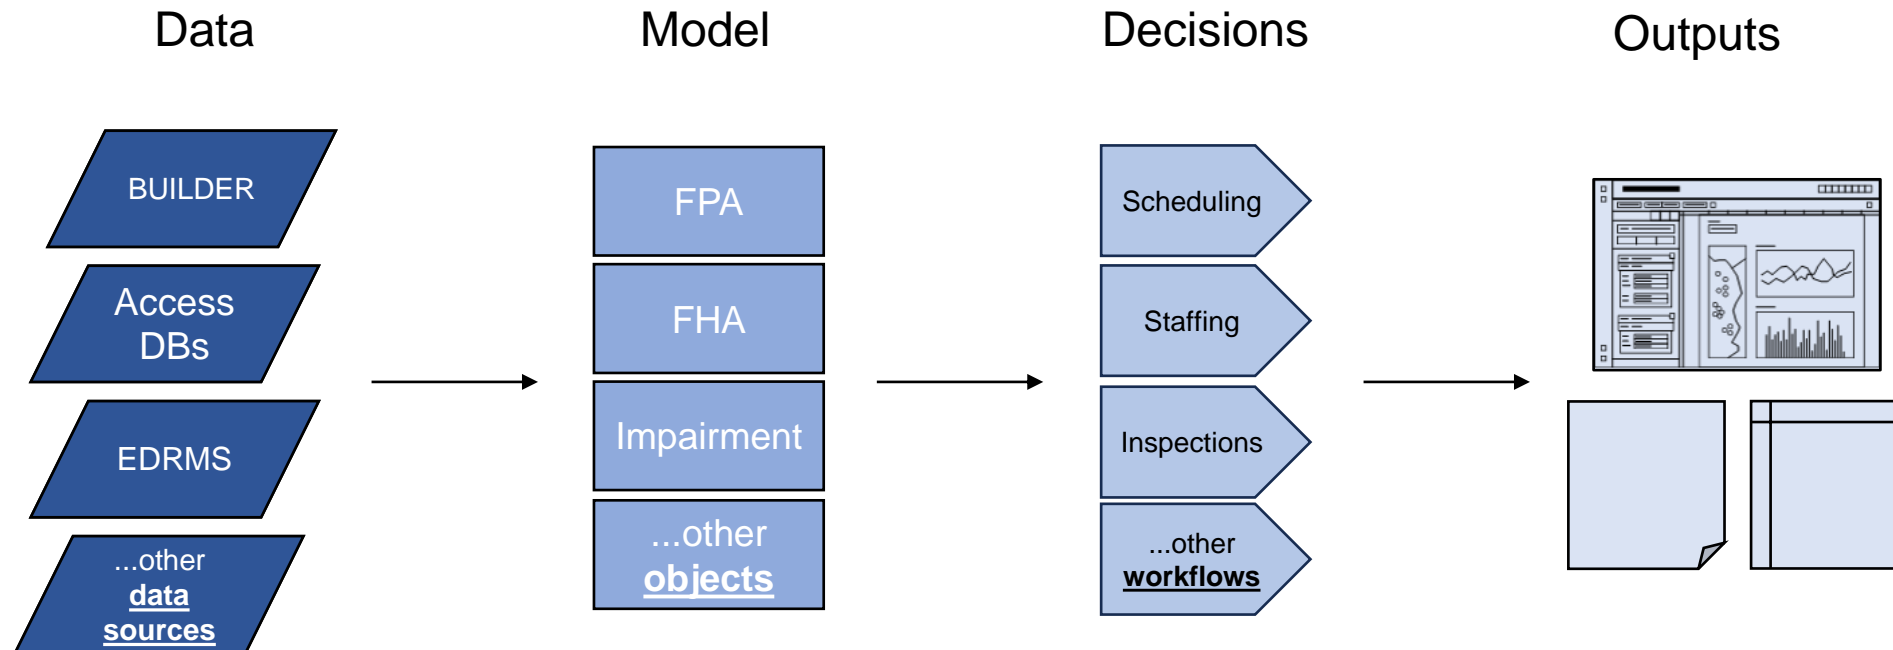 Data
Model
Decisions
Outputs
BUILDER
Access
DBs
EDRMS
...other
data
sources
FPA
FHA
Impairment
...other
objects
Scheduling
Staffing
Inspections
...other
workflows